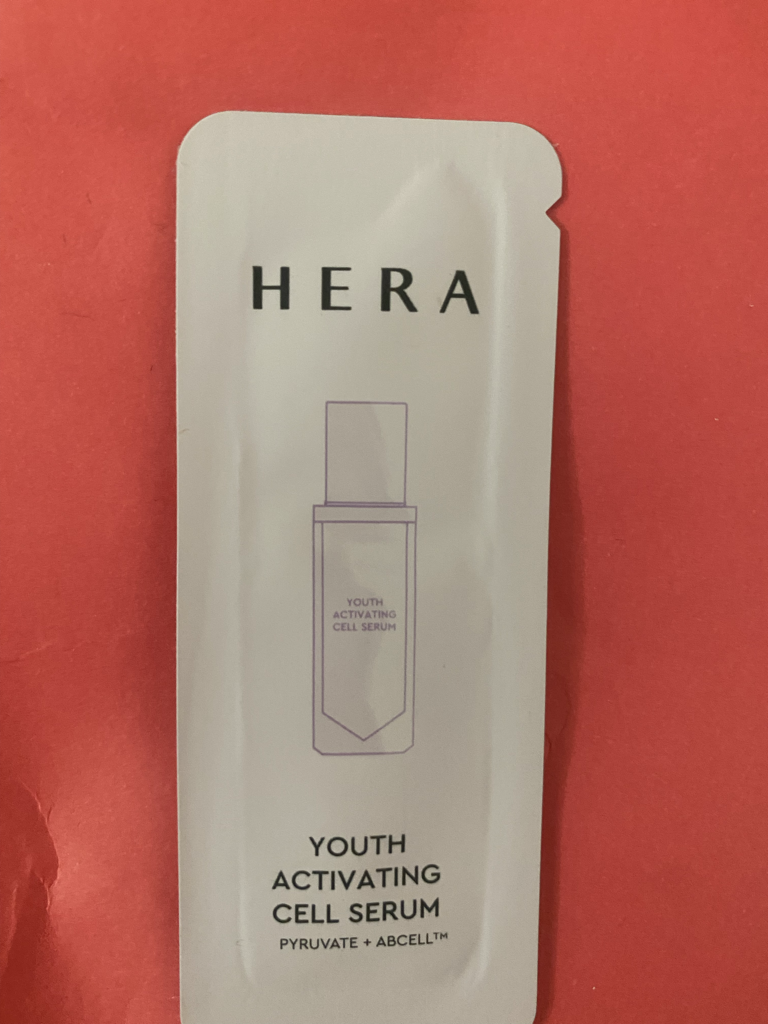 HERA
YOUTH
ACTIVATING
CELL SERUM
YOUTH
ACTIVATING
CELL SERUM
PYRUVATE + ABCELL™